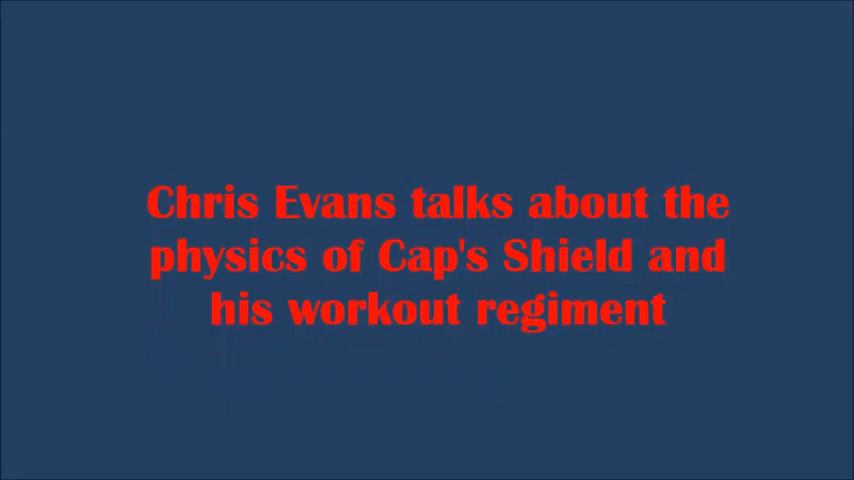 Chris Evans talks about the
physics of Cap's Shield and
his workout regiment